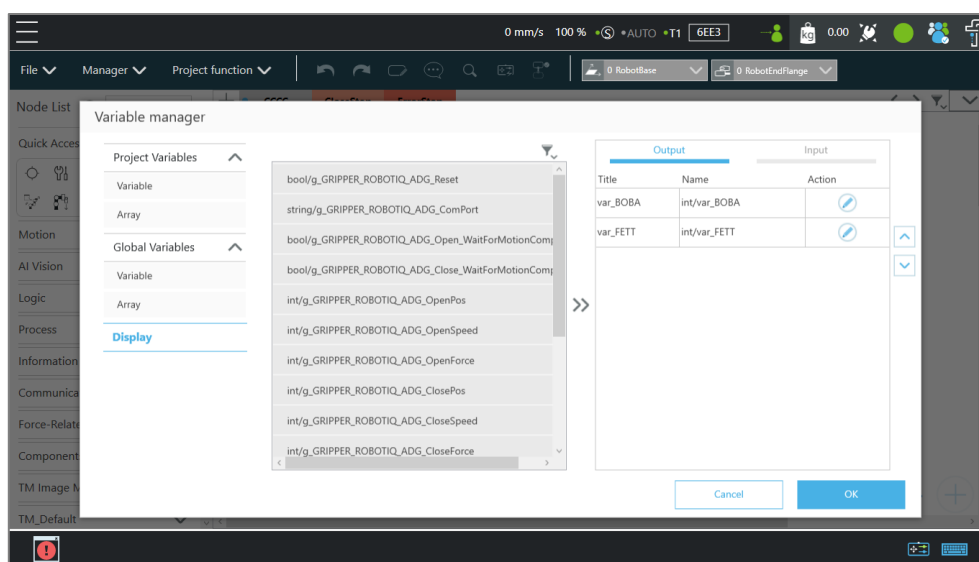 0 mm/s 100 % S AUTO T1 6EE3 kg 0.00
File Manager Project function 0 RobotBase 0 RobotEndFlange
Node List
Variable manager
Quick Acces
Motion
AI Vision
Logic
Process
Information
Communica
Force-Relate
Component
TM Image M
TM_Default
Project Variables
Variable
Array
Global Variables
Variable
Array
Display
bool/g_GRIPPER_ROBOTIQ_ADG_Reset
string/g_GRIPPER_ROBOTIQ_ADG_ComPort
bool/g_GRIPPER_ROBOTIQ_ADG_Open_WaitForMotionComp
bool/g_GRIPPER_ROBOTIQ_ADG_Close_WaitForMotionComp
int/g_GRIPPER_ROBOTIQ_ADG_OpenPos
int/g_GRIPPER_ROBOTIQ_ADG_OpenSpeed
int/g_GRIPPER_ROBOTIQ_ADG_OpenForce
int/g_GRIPPER_ROBOTIQ_ADG_ClosePos
int/g_GRIPPER_ROBOTIQ_ADG_CloseSpeed
int/g_GRIPPER_ROBOTIQ_ADG_CloseForce
Output Input
Title Name Action
var_BOBA int/var_BOBA
var_FETT int/var_FETT
Cancel OK